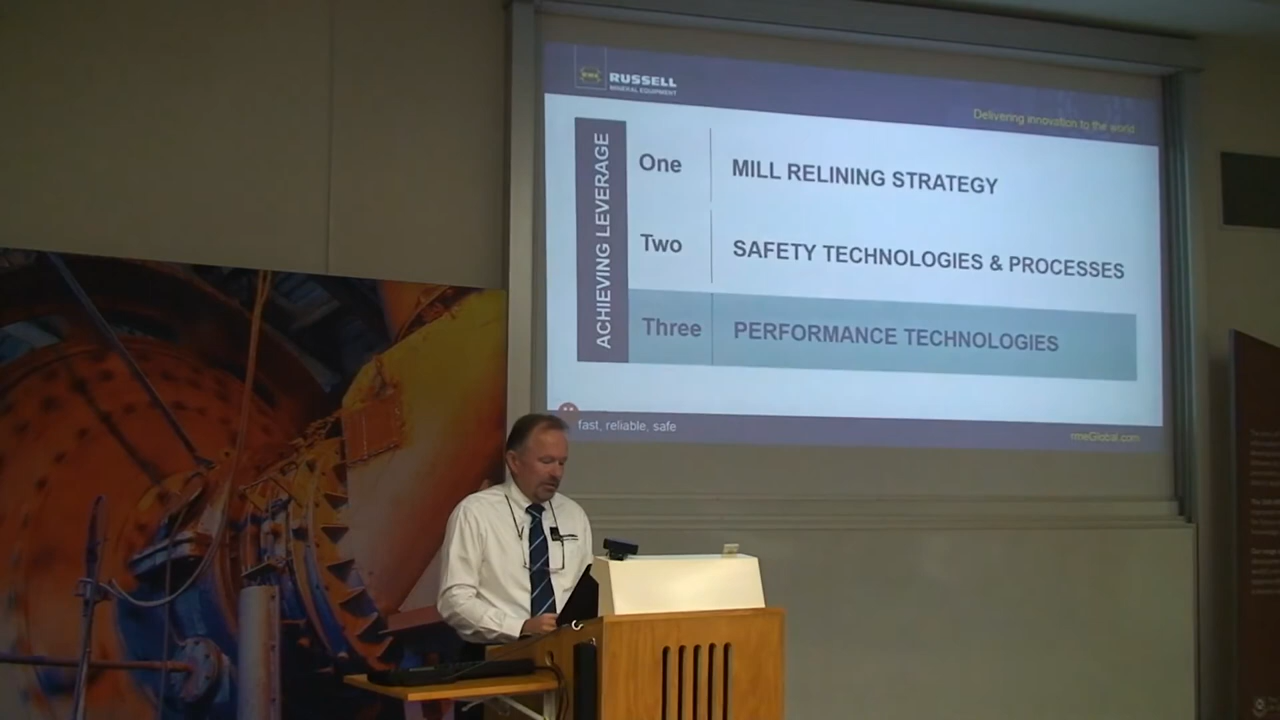 RUSSELL
MINERAL EQUIPMENT
Delivering innovation to the world
ACHIEVING LEVERAGE
One
MILL RELINING STRATEGY
Two
SAFETY TECHNOLOGIES & PROCESSES
Three
PERFORMANCE TECHNOLOGIES
fast, reliable, safe
rmeGlobal.com